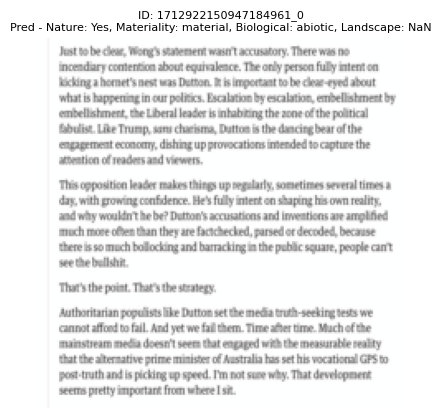 ID: 1712922150947184961_0
Pred - Nature: Yes, Materiality: material, Biological: abiotic, Landscape: NaN
Just to be clear, Wong's statement wasn't accusatory. There was no
incendiary contention about equivalence. The only person fully intent on
kicking a hornet's nest was Dutton. It is important to be clear-eyed about
what is happening in our politics. Escalation by escalation, embellishment by
embellishment, the Liberal leader is inhabiting the zone of the political
fabulist. Like Trump, sans charisma, Dutton is the dancing bear of the
engagement economy, dishing up provocations intended to capture the
attention of readers and viewers.
This opposition leader makes things up regularly, sometimes several times a
day, with growing confidence. He's fully intent on shaping his own reality,
and why wouldn't he be? Dutton's accusations and inventions are amplified
much more often than they are factchecked, parsed or decoded, because
there is so much bollocking and barracking in the public square, people can't
see the bullshit.
That's the point. That's the strategy.
Authoritarian populists like Dutton set the media truth-seeking tests we
cannot afford to fail. And yet we fail them. Time after time. Much of the
mainstream media doesn't seem that engaged with the measurable reality
that the alternative prime minister of Australia has set his vocational GPS to
post-truth and is picking up speed. I'm not sure why. That development
seems pretty important from where I sit.